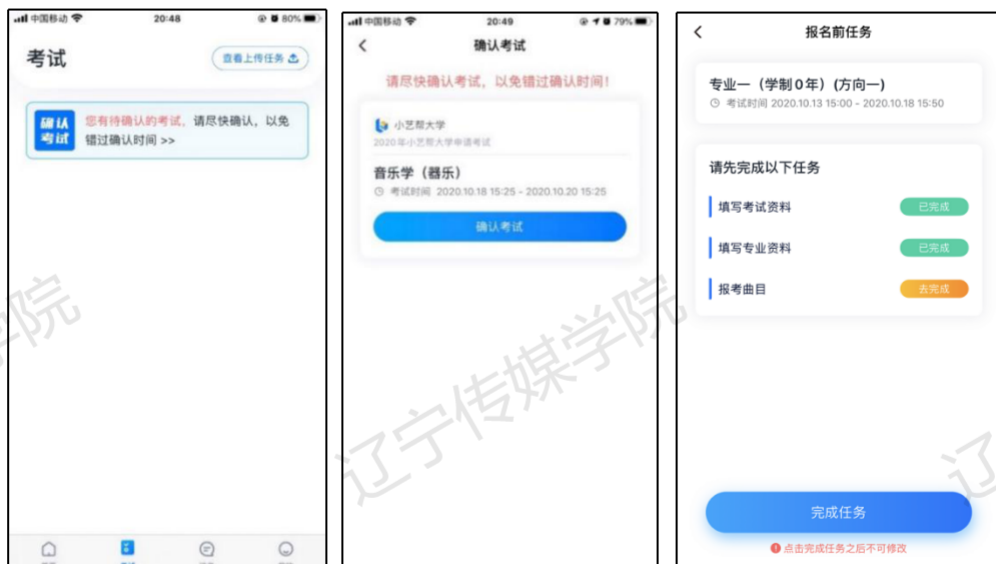 中国移动 20:48 80%
考试
查看上传任务
确认
考试
您有待确认的考试，请尽快确认，以免
错过确认时间 >>
中国移动 20:49 79%
确认考试
请尽快确认考试，以免错过确认时间！
小艺帮大学
2020年小艺帮大学申请考试
音乐学（器乐）
考试时间 2020.10.18 15:25 - 2020.10.20 15:25
确认考试
报名前任务
专业一（学制0年）(方向一)
考试时间 2020.10.13 15:00 - 2020.10.18 15:50
请先完成以下任务
填写考试资料 已完成
填写专业资料 已完成
报考曲目 去完成
完成任务
点击完成任务之后不可修改
学院
辽宁传媒学院
辽